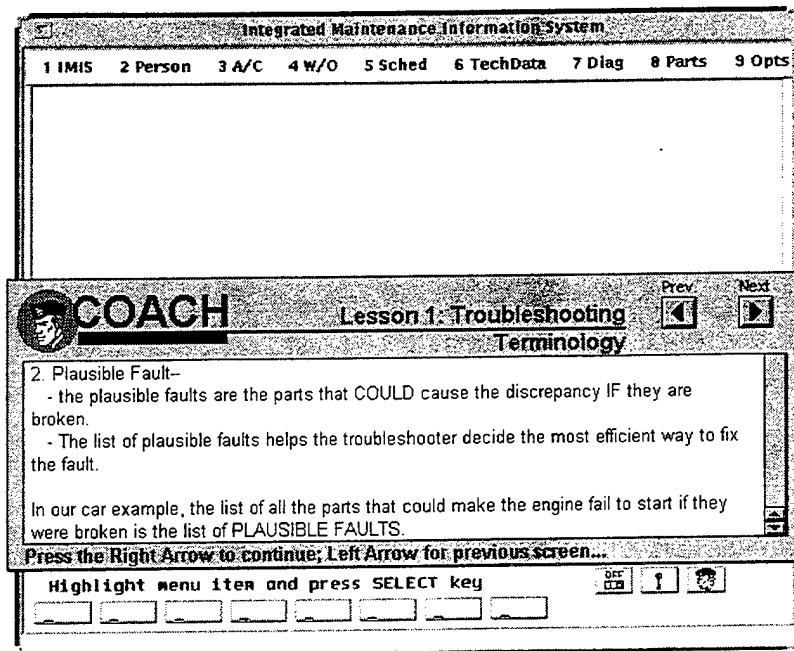 Integrated Maintenance Information System
1 IMIS 2 Person 3 A/C 4 W/O 5 Sched 6 TechData 7 Diag 8 Parts 9 Opts
COACH
Lesson 1: Troubleshooting
Terminology
Prev.
Next
2. Plausible Fault--
- the plausible faults are the parts that COULD cause the discrepancy IF they are
broken.
- The list of plausible faults helps the troubleshooter decide the most efficient way to fix
the fault.
In our car example, the list of all the parts that could make the engine fail to start if they
were broken is the list of PLAUSIBLE FAULTS.
Press the Right Arrow to continue; Left Arrow for previous screen...
Highlight menu item and press SELECT key
OFF